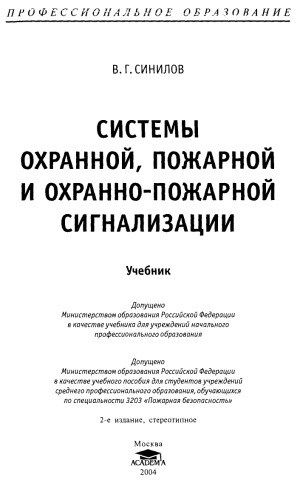 ПРОФЕССИОНАЛЬНОЕ ОБРАЗОВАНИЕ
В. Г. СИНИЛОВ
СИСТЕМЫ
ОХРАННОЙ, ПОЖАРНОЙ
И ОХРАННО-ПОЖАРНОЙ
СИГНАЛИЗАЦИИ
Учебник
Допущено
Министерством образования Российской Федерации
в качестве учебника для учреждений начального
профессионального образования
Допущено
Министерством образования Российской Федерации
в качестве учебного пособия для студентов учреждений
среднего профессионального образования, обучающихся
по специальности 3203 «Пожарная безопасность»
2-е издание, стереотипное
Москва
ACADEMA
2004